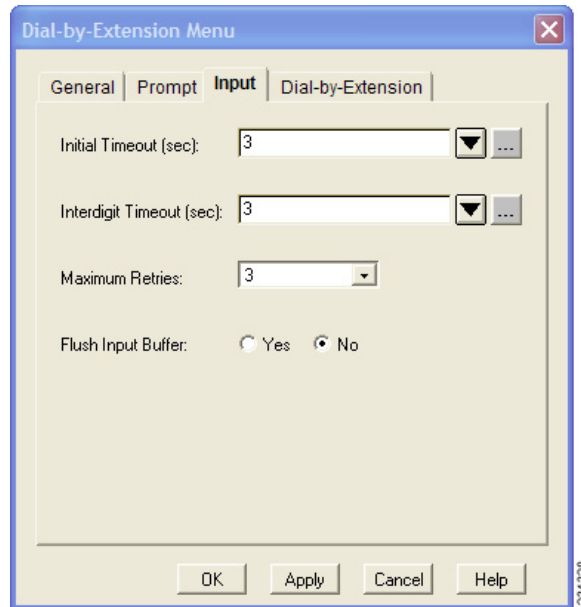 Dial-by-Extension Menu
General Prompt Input Dial-by-Extension
Initial Timeout (sec): 3 ...
Interdigit Timeout (sec): 3 ...
Maximum Retries: 3
Flush Input Buffer: Yes No
OK Apply Cancel Help